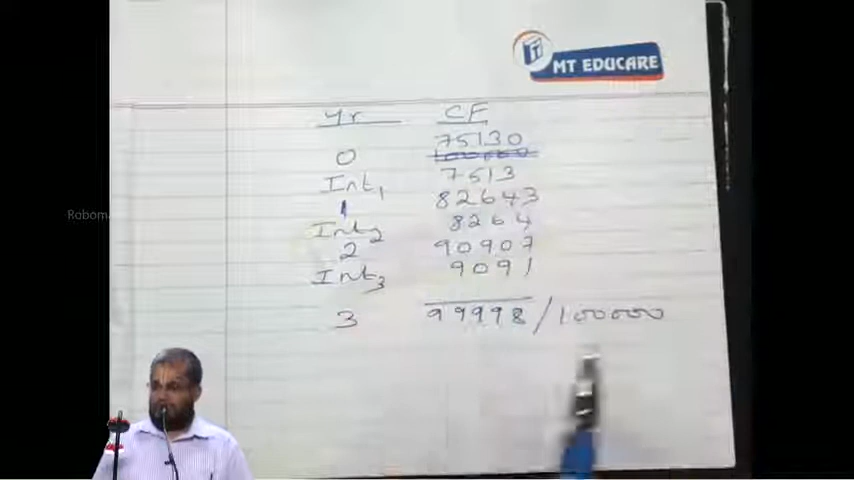 MT EDUCARE
Yr CF
75130
0 100000
Int1 7513
1 82643
Int2 8264
2 90907
Int3 9091
3 99998/100000